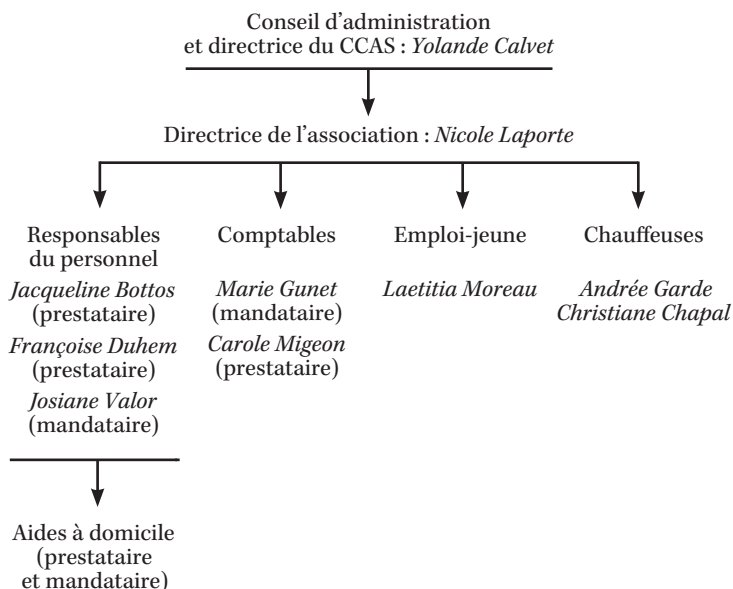 Conseil d’administration
et directrice du CCAS : Yolande Calvet
Directrice de l’association : Nicole Laporte
Responsables
du personnel
Jacqueline Bottos
(prestataire)
Françoise Duhem
(prestataire)
Josiane Valor
(mandataire)
Comptables
Marie Gunet
(mandataire)
Carole Migeon
(prestataire)
Emploi-jeune
Laetitia Moreau
Chauffeuses
Andrée Garde
Christiane Chapal
Aides à domicile
(prestataire
et mandataire)